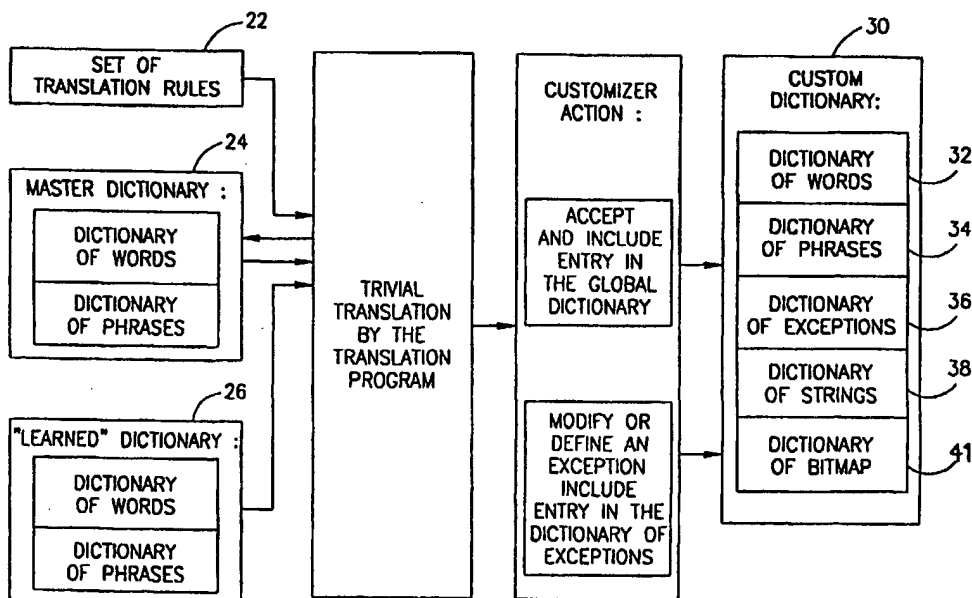 22
SET OF
TRANSLATION RULES
24
MASTER DICTIONARY :
DICTIONARY
OF WORDS
DICTIONARY
OF PHRASES
26
"LEARNED" DICTIONARY :
DICTIONARY
OF WORDS
DICTIONARY
OF PHRASES
TRIVIAL
TRANSLATION
BY THE
TRANSLATION
PROGRAM
CUSTOMIZER
ACTION :
ACCEPT
AND INCLUDE
ENTRY IN
THE GLOBAL
DICTIONARY
MODIFY OR
DEFINE AN
EXCEPTION
INCLUDE
ENTRY IN THE
DICTIONARY OF
EXCEPTIONS
30
CUSTOM
DICTIONARY:
DICTIONARY
OF WORDS
32
DICTIONARY
OF PHRASES
34
DICTIONARY
OF EXCEPTIONS
36
DICTIONARY
OF STRINGS
38
DICTIONARY
OF BITMAP
41